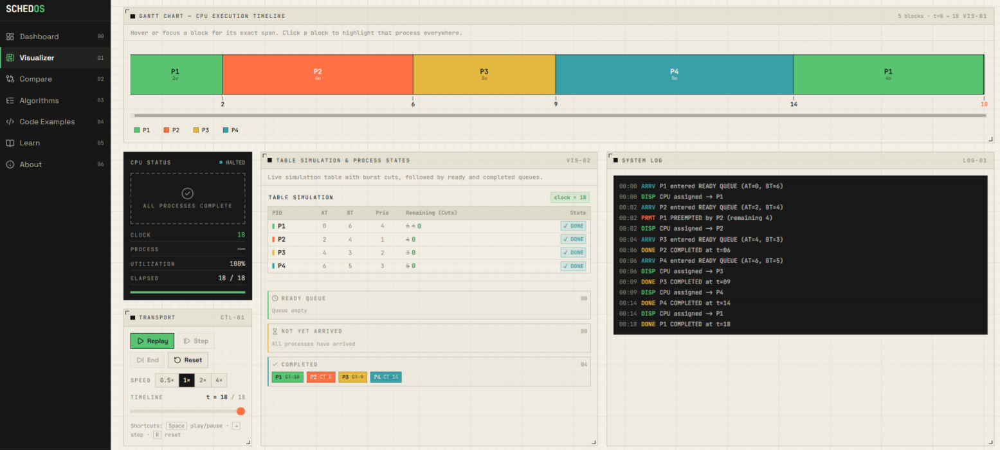 SCHEDOS
Dashboard 00
Visualizer 01
Compare 02
Algorithms 03
Code Examples 04
Learn 05
About 06
GANTT CHART — CPU EXECUTION TIMELINE
5 blocks · t=0 → 18 VIS-01
Hover or focus a block for its exact span. Click a block to highlight that process everywhere.
P1 P2 P3 P4 P1
2u 4u 3u 5u 4u
2 6 9 14 18
P1 P2 P3 P4
CPU STATUS HALTED
ALL PROCESSES COMPLETE
CLOCK 18
PROCESS —
UTILIZATION 100%
ELAPSED 18 / 18
TRANSPORT CTL-01
Replay Step
End Reset
SPEED 0.5× 1× 2× 4×
TIMELINE t = 18 / 18
Shortcuts: Space play/pause · →
step · R reset
TABLE SIMULATION & PROCESS STATES VIS-02
Live simulation table with burst cuts, followed by ready and completed queues.
TABLE SIMULATION clock = 18
PID AT BT Prio Remaining (Cuts) State
P1 0 6 4 6 4 0 ✓ DONE
P2 2 4 1 4 0 ✓ DONE
P3 4 3 2 3 0 ✓ DONE
P4 6 5 3 5 0 ✓ DONE
READY QUEUE 00
Queue empty
NOT YET ARRIVED 00
All processes have arrived
COMPLETED 04
P1 CT 18 P2 CT 6 P3 CT 9 P4 CT 14
SYSTEM LOG LOG-01
00:00 ARRV P1 entered READY QUEUE (AT=0, BT=6)
00:00 DISP CPU assigned → P1
00:02 ARRV P2 entered READY QUEUE (AT=2, BT=4)
00:02 PRMT P1 PREEMPTED by P2 (remaining 4)
00:02 DISP CPU assigned → P2
00:04 ARRV P3 entered READY QUEUE (AT=4, BT=3)
00:06 DONE P2 COMPLETED at t=06
00:06 ARRV P4 entered READY QUEUE (AT=6, BT=5)
00:06 DISP CPU assigned → P3
00:09 DONE P3 COMPLETED at t=09
00:09 DISP CPU assigned → P4
00:14 DONE P4 COMPLETED at t=14
00:14 DISP CPU assigned → P1
00:18 DONE P1 COMPLETED at t=18